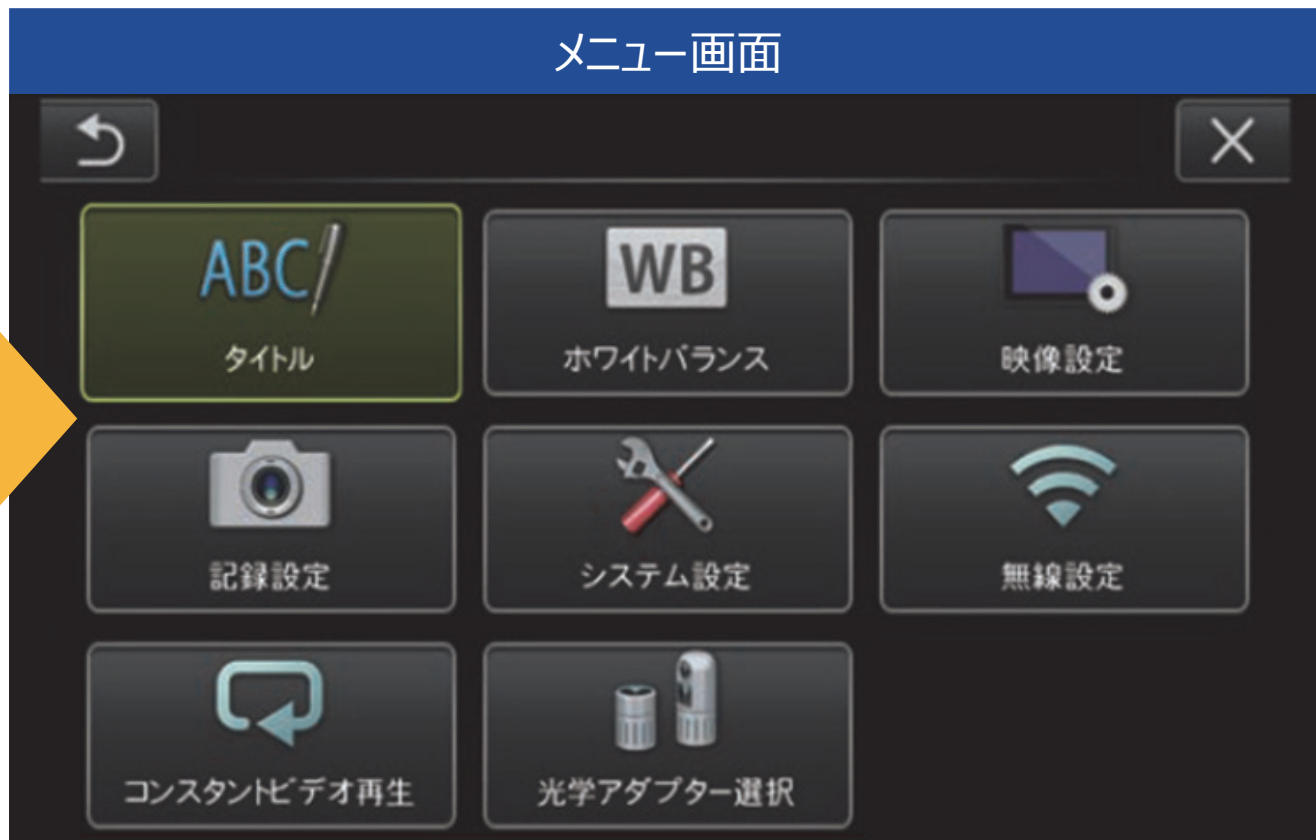 メニュー画面
ABC
タイトル
WB
ホワイトバランス
映像設定
記録設定
システム設定
無線設定
コンスタントビデオ再生
光学アダプター選択